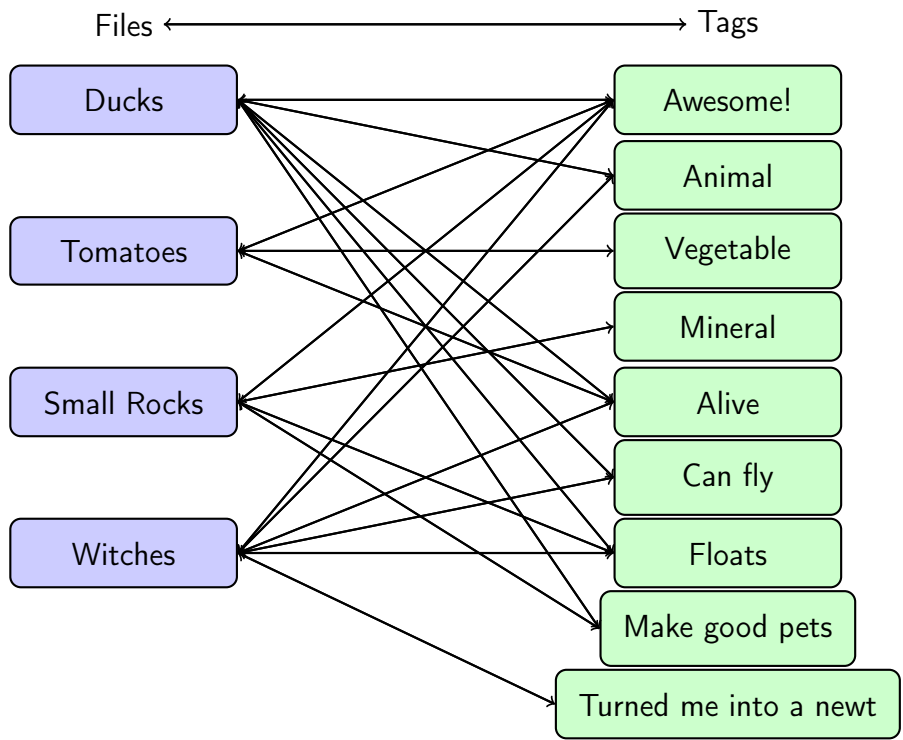 Files
Tags
Ducks
Awesome!
Animal
Tomatoes
Vegetable
Mineral
Small Rocks
Alive
Can fly
Witches
Floats
Make good pets
Turned me into a newt